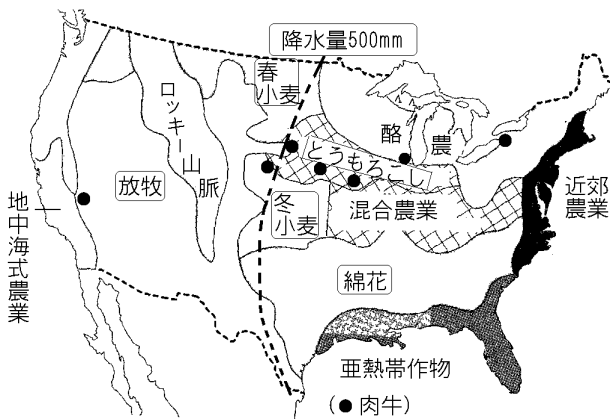 降水量500mm
春
小麦
ロッキー山脈
酪農
とうもろこし
放牧
地中海式農業
冬
小麦
混合農業
近郊
農業
綿花
亜熱帯作物
(●肉牛)